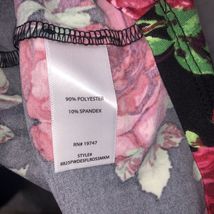 90% POLYESTER
10% SPANDEX
RN# 19747
STYLE#